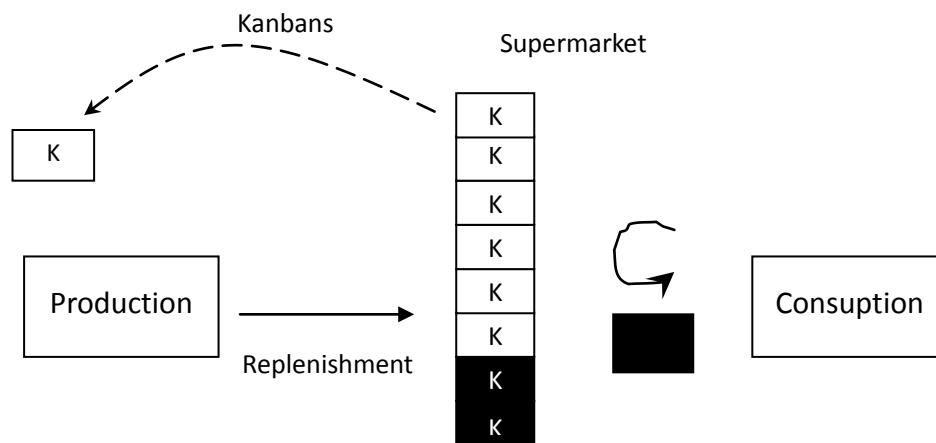 Kanbans
Supermarket
K
K
K
K
K
K
K
K
K
Production
Replenishment
Consuption